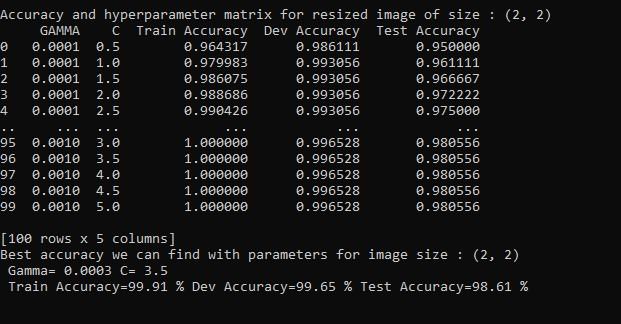 Accuracy and hyperparameter matrix for resized image of size : (2, 2)
GAMMA C Train Accuracy Dev Accuracy Test Accuracy
0 0.0001 0.5 0.964317 0.986111 0.950000
1 0.0001 1.0 0.979983 0.993056 0.961111
2 0.0001 1.5 0.986075 0.993056 0.966667
3 0.0001 2.0 0.988686 0.993056 0.972222
4 0.0001 2.5 0.990426 0.993056 0.975000
.. ... ... ... ... ...
95 0.0010 3.0 1.000000 0.996528 0.980556
96 0.0010 3.5 1.000000 0.996528 0.980556
97 0.0010 4.0 1.000000 0.996528 0.980556
98 0.0010 4.5 1.000000 0.996528 0.980556
99 0.0010 5.0 1.000000 0.996528 0.980556
[100 rows x 5 columns]
Best accuracy we can find with parameters for image size : (2, 2)
Gamma= 0.0003 C= 3.5
Train Accuracy=99.91 % Dev Accuracy=99.65 % Test Accuracy=98.61 %